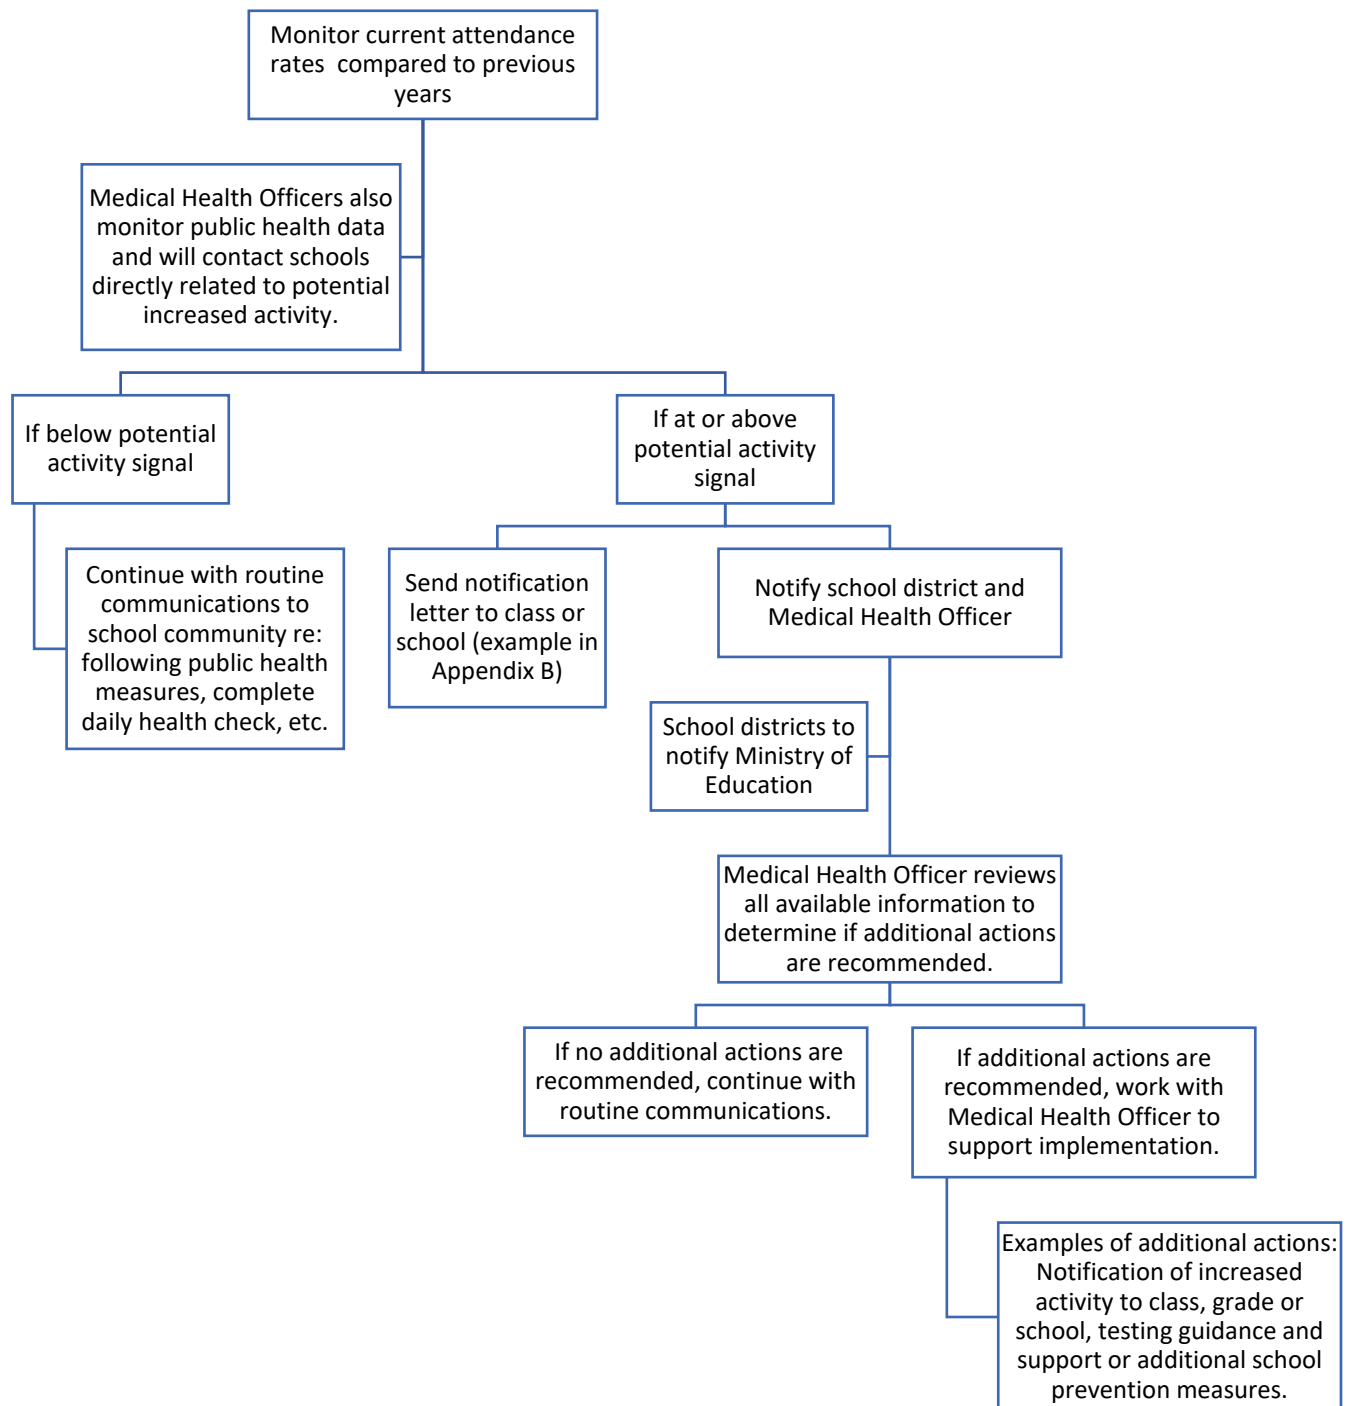 Monitor current attendance
rates  compared to previous
years
Medical Health Officers also
monitor public health data
and will contact schools
directly related to potential
increased activity.
If below potential
activity signal
If at or above
potential activity
signal
Continue with routine
communications to
school community re:
following public health
measures, complete
daily health check, etc.
Send notification
letter to class or
school (example in
Appendix B)
Notify school district and
Medical Health Officer
School districts to
notify Ministry of
Education
Medical Health Officer reviews
all available information to
determine if additional actions
are recommended.
If no additional actions are
recommended, continue with
routine communications.
If additional actions are
recommended, work with
Medical Health Officer to
support implementation.
Examples of additional actions:
Notification of increased
activity to class, grade or
school, testing guidance and
support or additional school
prevention measures.